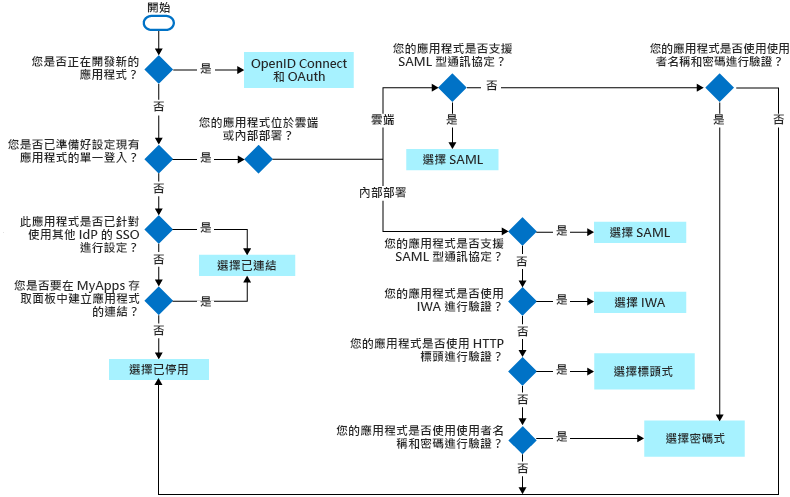 開始
您是否正在開發新的
應用程式？
是
OpenID Connect
和 OAuth
否
您是否已準備好設定現有
應用程式的單一登入？
是
您的應用程式位於雲端
或內部部署？
雲端
內部部署
您的應用程式是否支援
SAML 型通訊協定？
否
是
選擇 SAML
您的應用程式是否使用使用
者名稱和密碼進行驗證？
是
否
否
此應用程式是否已針對
使用其他 IdP 的 SSO
進行設定？
是
選擇已連結
否
您是否要在 MyApps 存
取面板中建立應用程式
的連結？
是
否
選擇已停用
您的應用程式是否支援
SAML 型通訊協定？
是
選擇 SAML
否
您的應用程式是否使用
IWA 進行驗證？
是
選擇 IWA
否
您的應用程式是否使用 HTTP
標頭進行驗證？
是
選擇標頭式
否
您的應用程式是否使用使用者名
稱和密碼進行驗證？
是
選擇密碼式
否